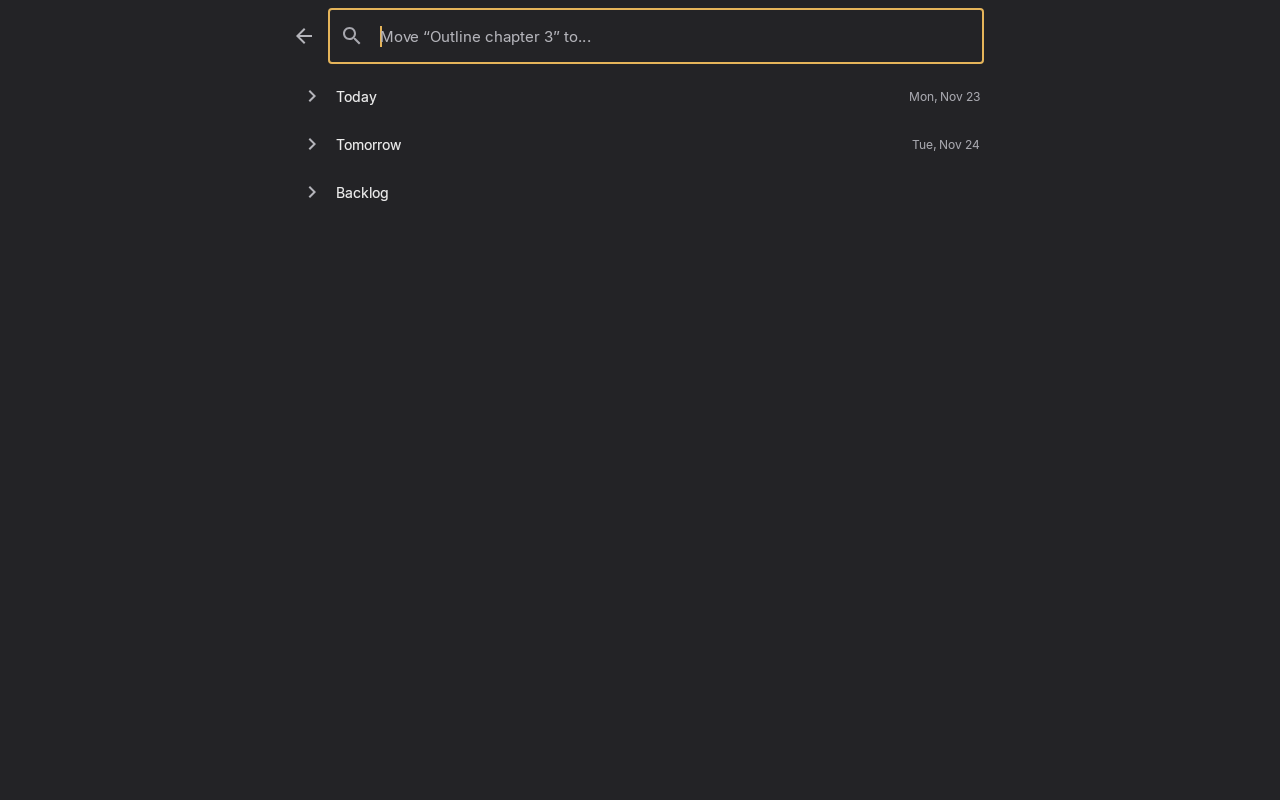 Move “Outline chapter 3” to...
Today Mon, Nov 23
Tomorrow Tue, Nov 24
Backlog